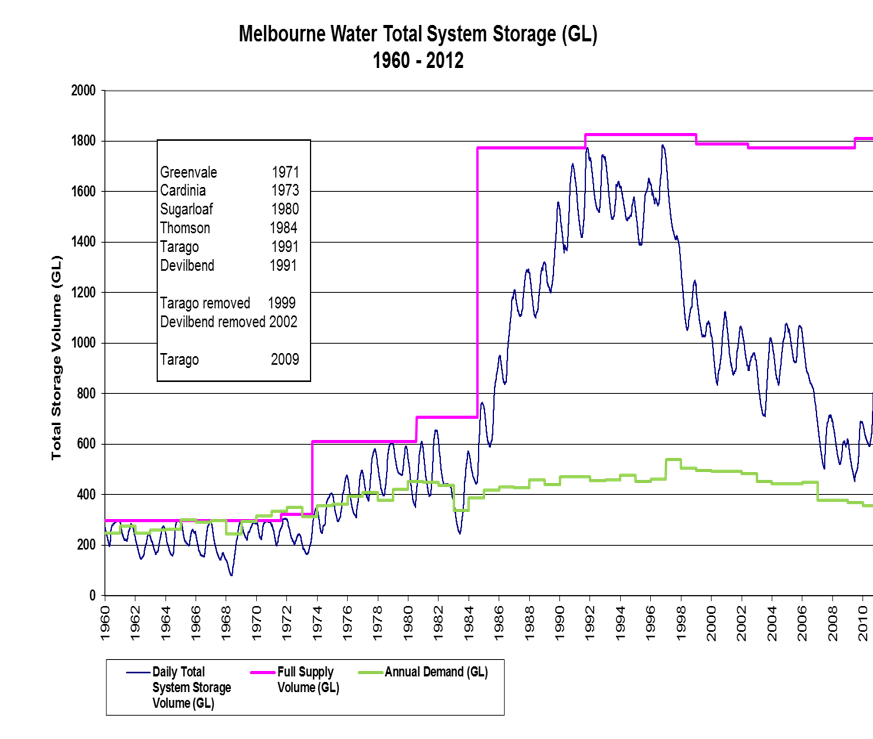 Melbourne Water Total System Storage (GL)
1960 - 2012
Total Storage Volume (GL)
2000
1800
1600
1400
1200
1000
800
600
400
200
0
Greenvale 1971
Cardinia 1973
Sugarloaf 1980
Thomson 1984
Tarago 1991
Devilbend 1991
Tarago removed 1999
Devilbend removed 2002
Tarago 2009
1960 1962 1964 1966 1968 1970 1972 1974 1976 1978 1980 1982 1984 1986 1988 1990 1992 1994 1996 1998 2000 2002 2004 2006 2008 2010
Daily Total
System Storage
Volume (GL)
Full Supply
Volume (GL)
Annual Demand (GL)